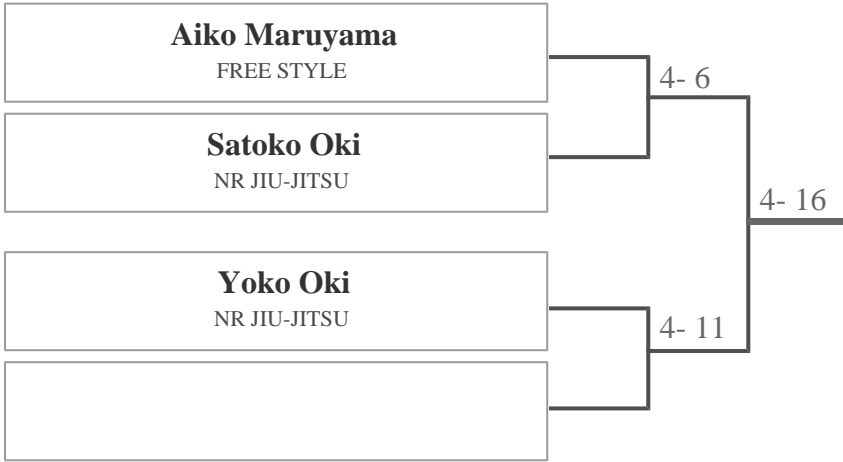 Aiko Maruyama
FREE STYLE
4- 6
Satoko Oki
NR JIU-JITSU
4- 16
Yoko Oki
NR JIU-JITSU
4- 11